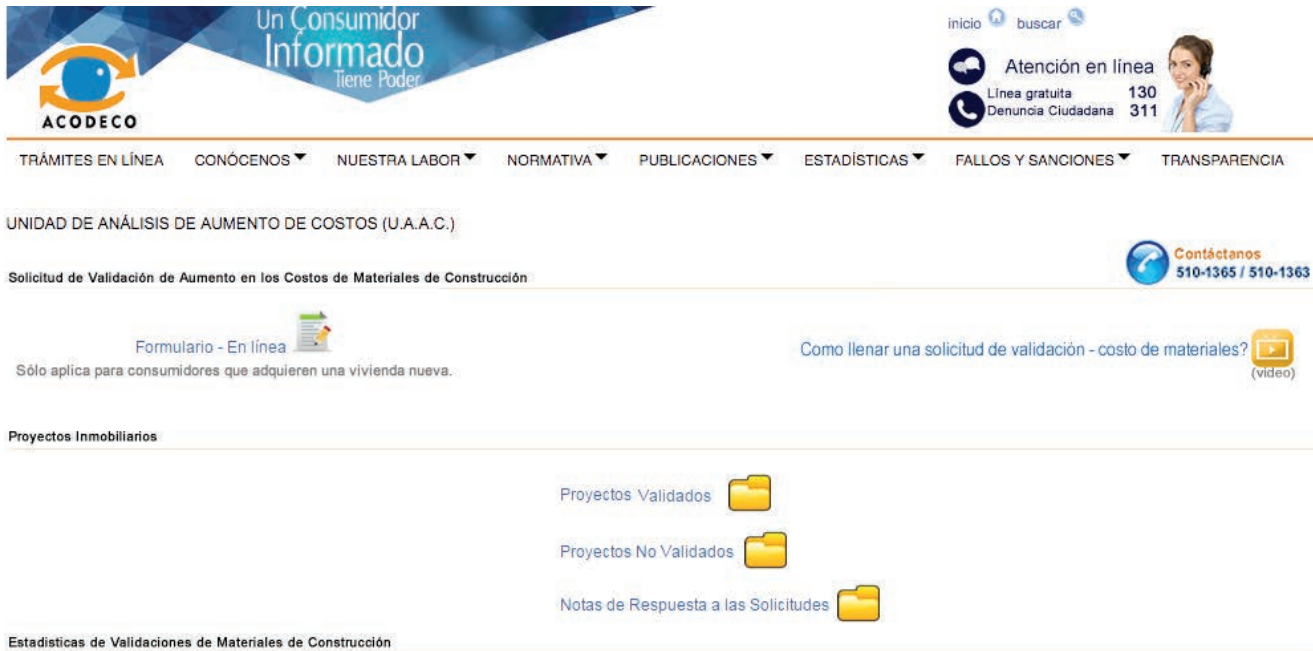 Un Consumidor
Informado
Tiene Poder
ACODECO
inicio buscar
Atención en línea
Línea gratuita 130
Denuncia Ciudadana 311
TRÁMITES EN LÍNEA CONÓCENOS NUESTRA LABOR NORMATIVA PUBLICACIONES ESTADÍSTICAS FALLOS Y SANCIONES TRANSPARENCIA
UNIDAD DE ANÁLISIS DE AUMENTO DE COSTOS (U.A.A.C.)
Contáctanos
510-1365 / 510-1363
Solicitud de Validación de Aumento en los Costos de Materiales de Construcción
Formulario - En línea
Sólo aplica para consumidores que adquieren una vivienda nueva.
Como llenar una solicitud de validación - costo de materiales?
(video)
Proyectos Inmobiliarios
Proyectos Validados
Proyectos No Validados
Notas de Respuesta a las Solicitudes
Estadisticas de Validaciones de Materiales de Construcción